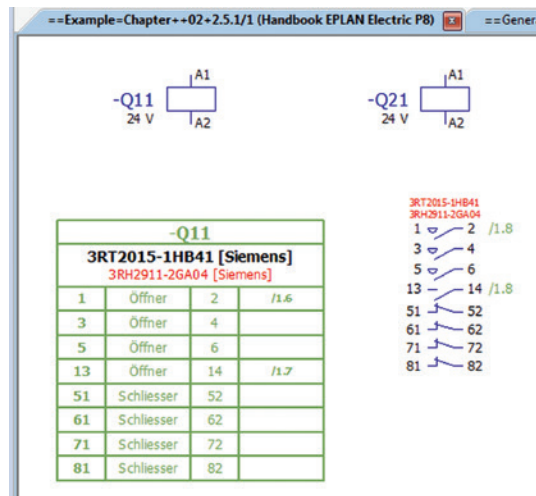 ==Example=Chapter++02+2.5.1/1 (Handbook EPLAN Electric P8) ==Gener
A1
-Q11
24 V
A2
A1
-Q21
24 V
A2
-Q11
3RT2015-1HB41 [Siemens]
3RH2911-2GA04 [Siemens]
1 Öffner 2 /1.6
3 Öffner 4
5 Öffner 6
13 Öffner 14 /1.7
51 Schliesser 52
61 Schliesser 62
71 Schliesser 72
81 Schliesser 82
3RT2015-1HB41
3RH2911-2GA04
1 2 /1.8
3 4
5 6
13 14 /1.8
51 52
61 62
71 72
81 82